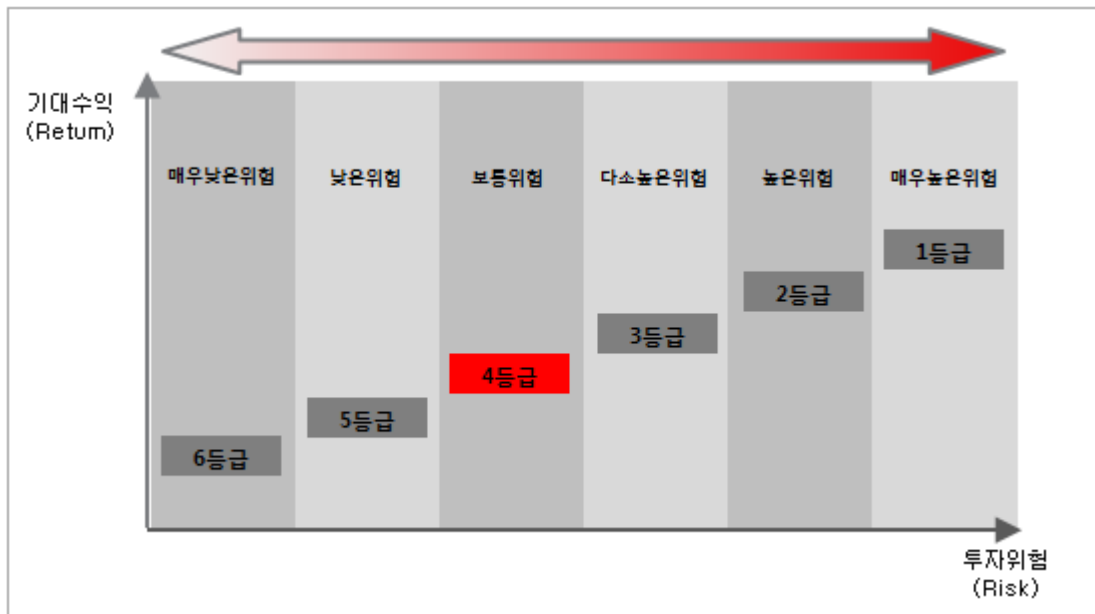 기대수익
(Retum)
매우낮은위험
낮은위험
보통위험
다소높은위험
높은위험
매우높은위험
1등급
2등급
3등급
4등급
5등급
6등급
투자위험
(Risk)